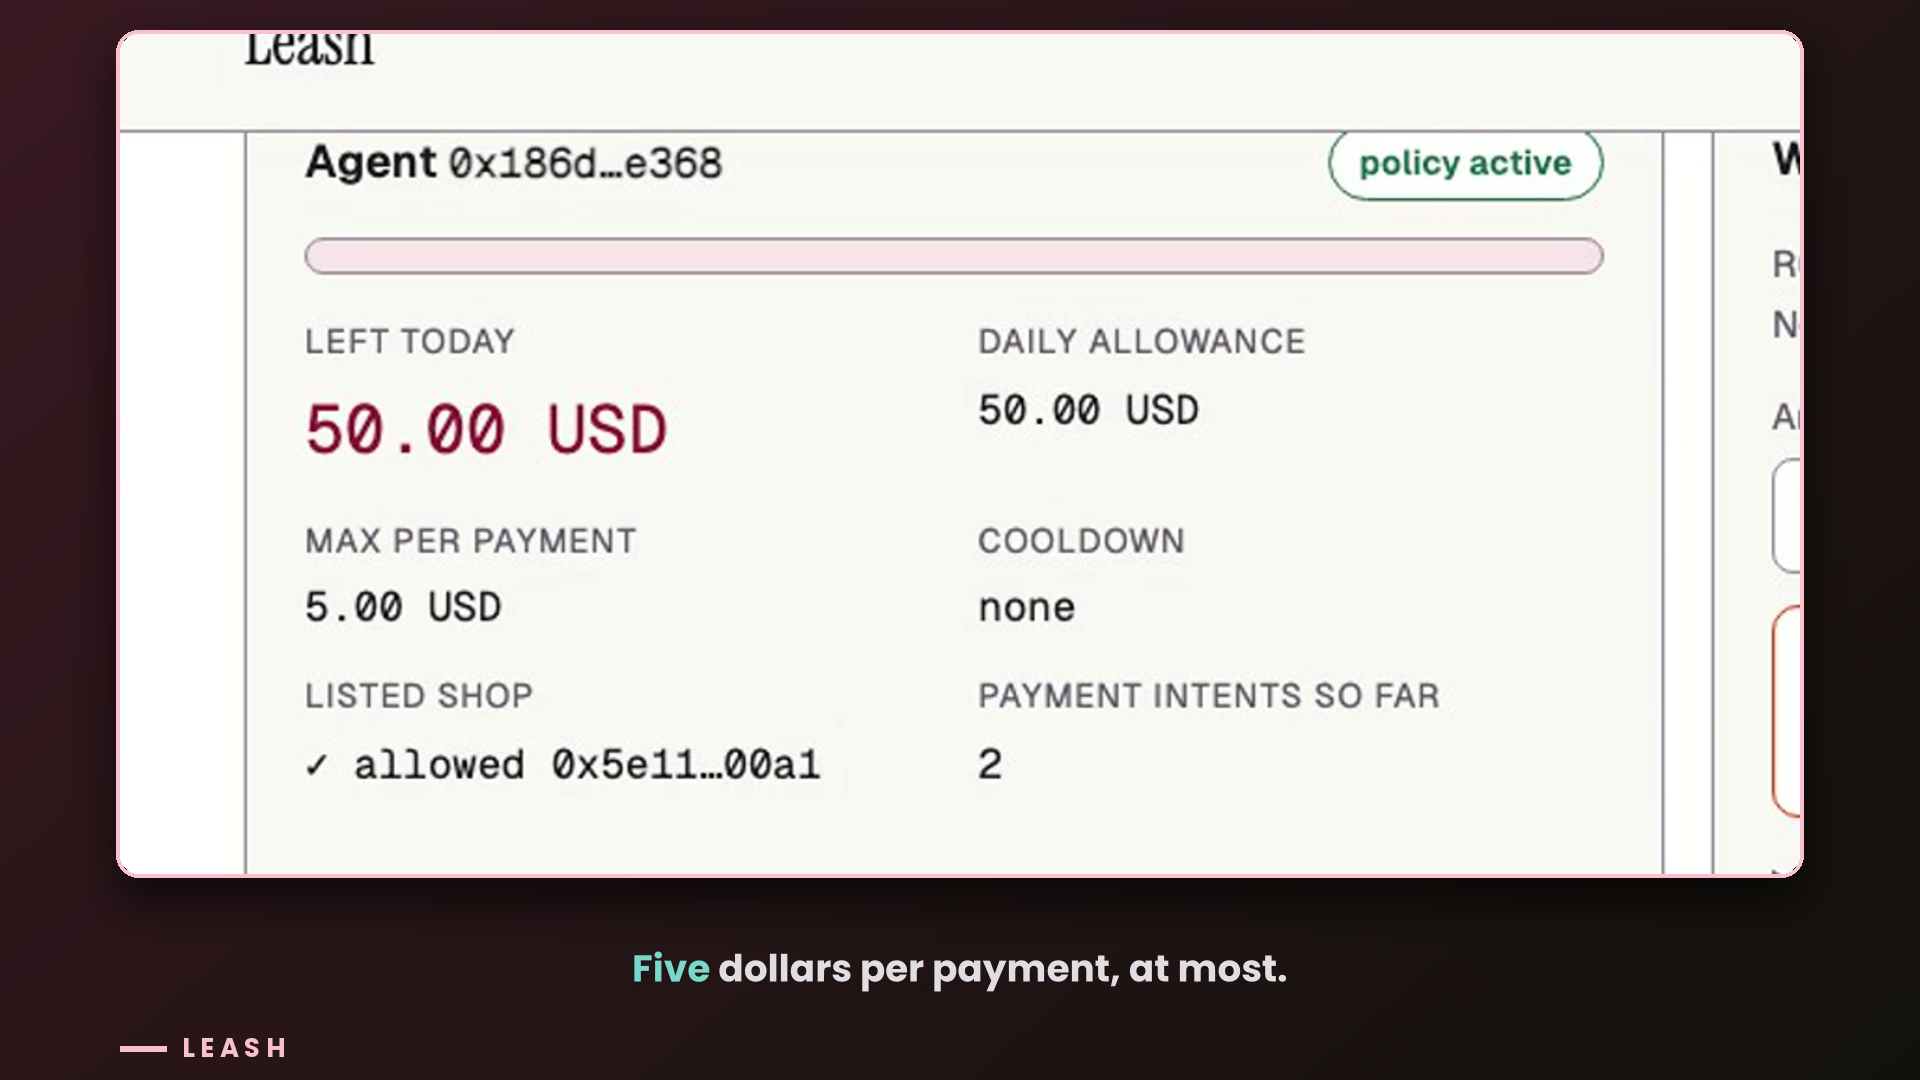 Leash
Agent 0x186d…e368
policy active
LEFT TODAY
50.00 USD
DAILY ALLOWANCE
50.00 USD
MAX PER PAYMENT
5.00 USD
COOLDOWN
none
LISTED SHOP
✓ allowed 0x5e11…00a1
PAYMENT INTENTS SO FAR
2
Five dollars per payment, at most.
LEASH